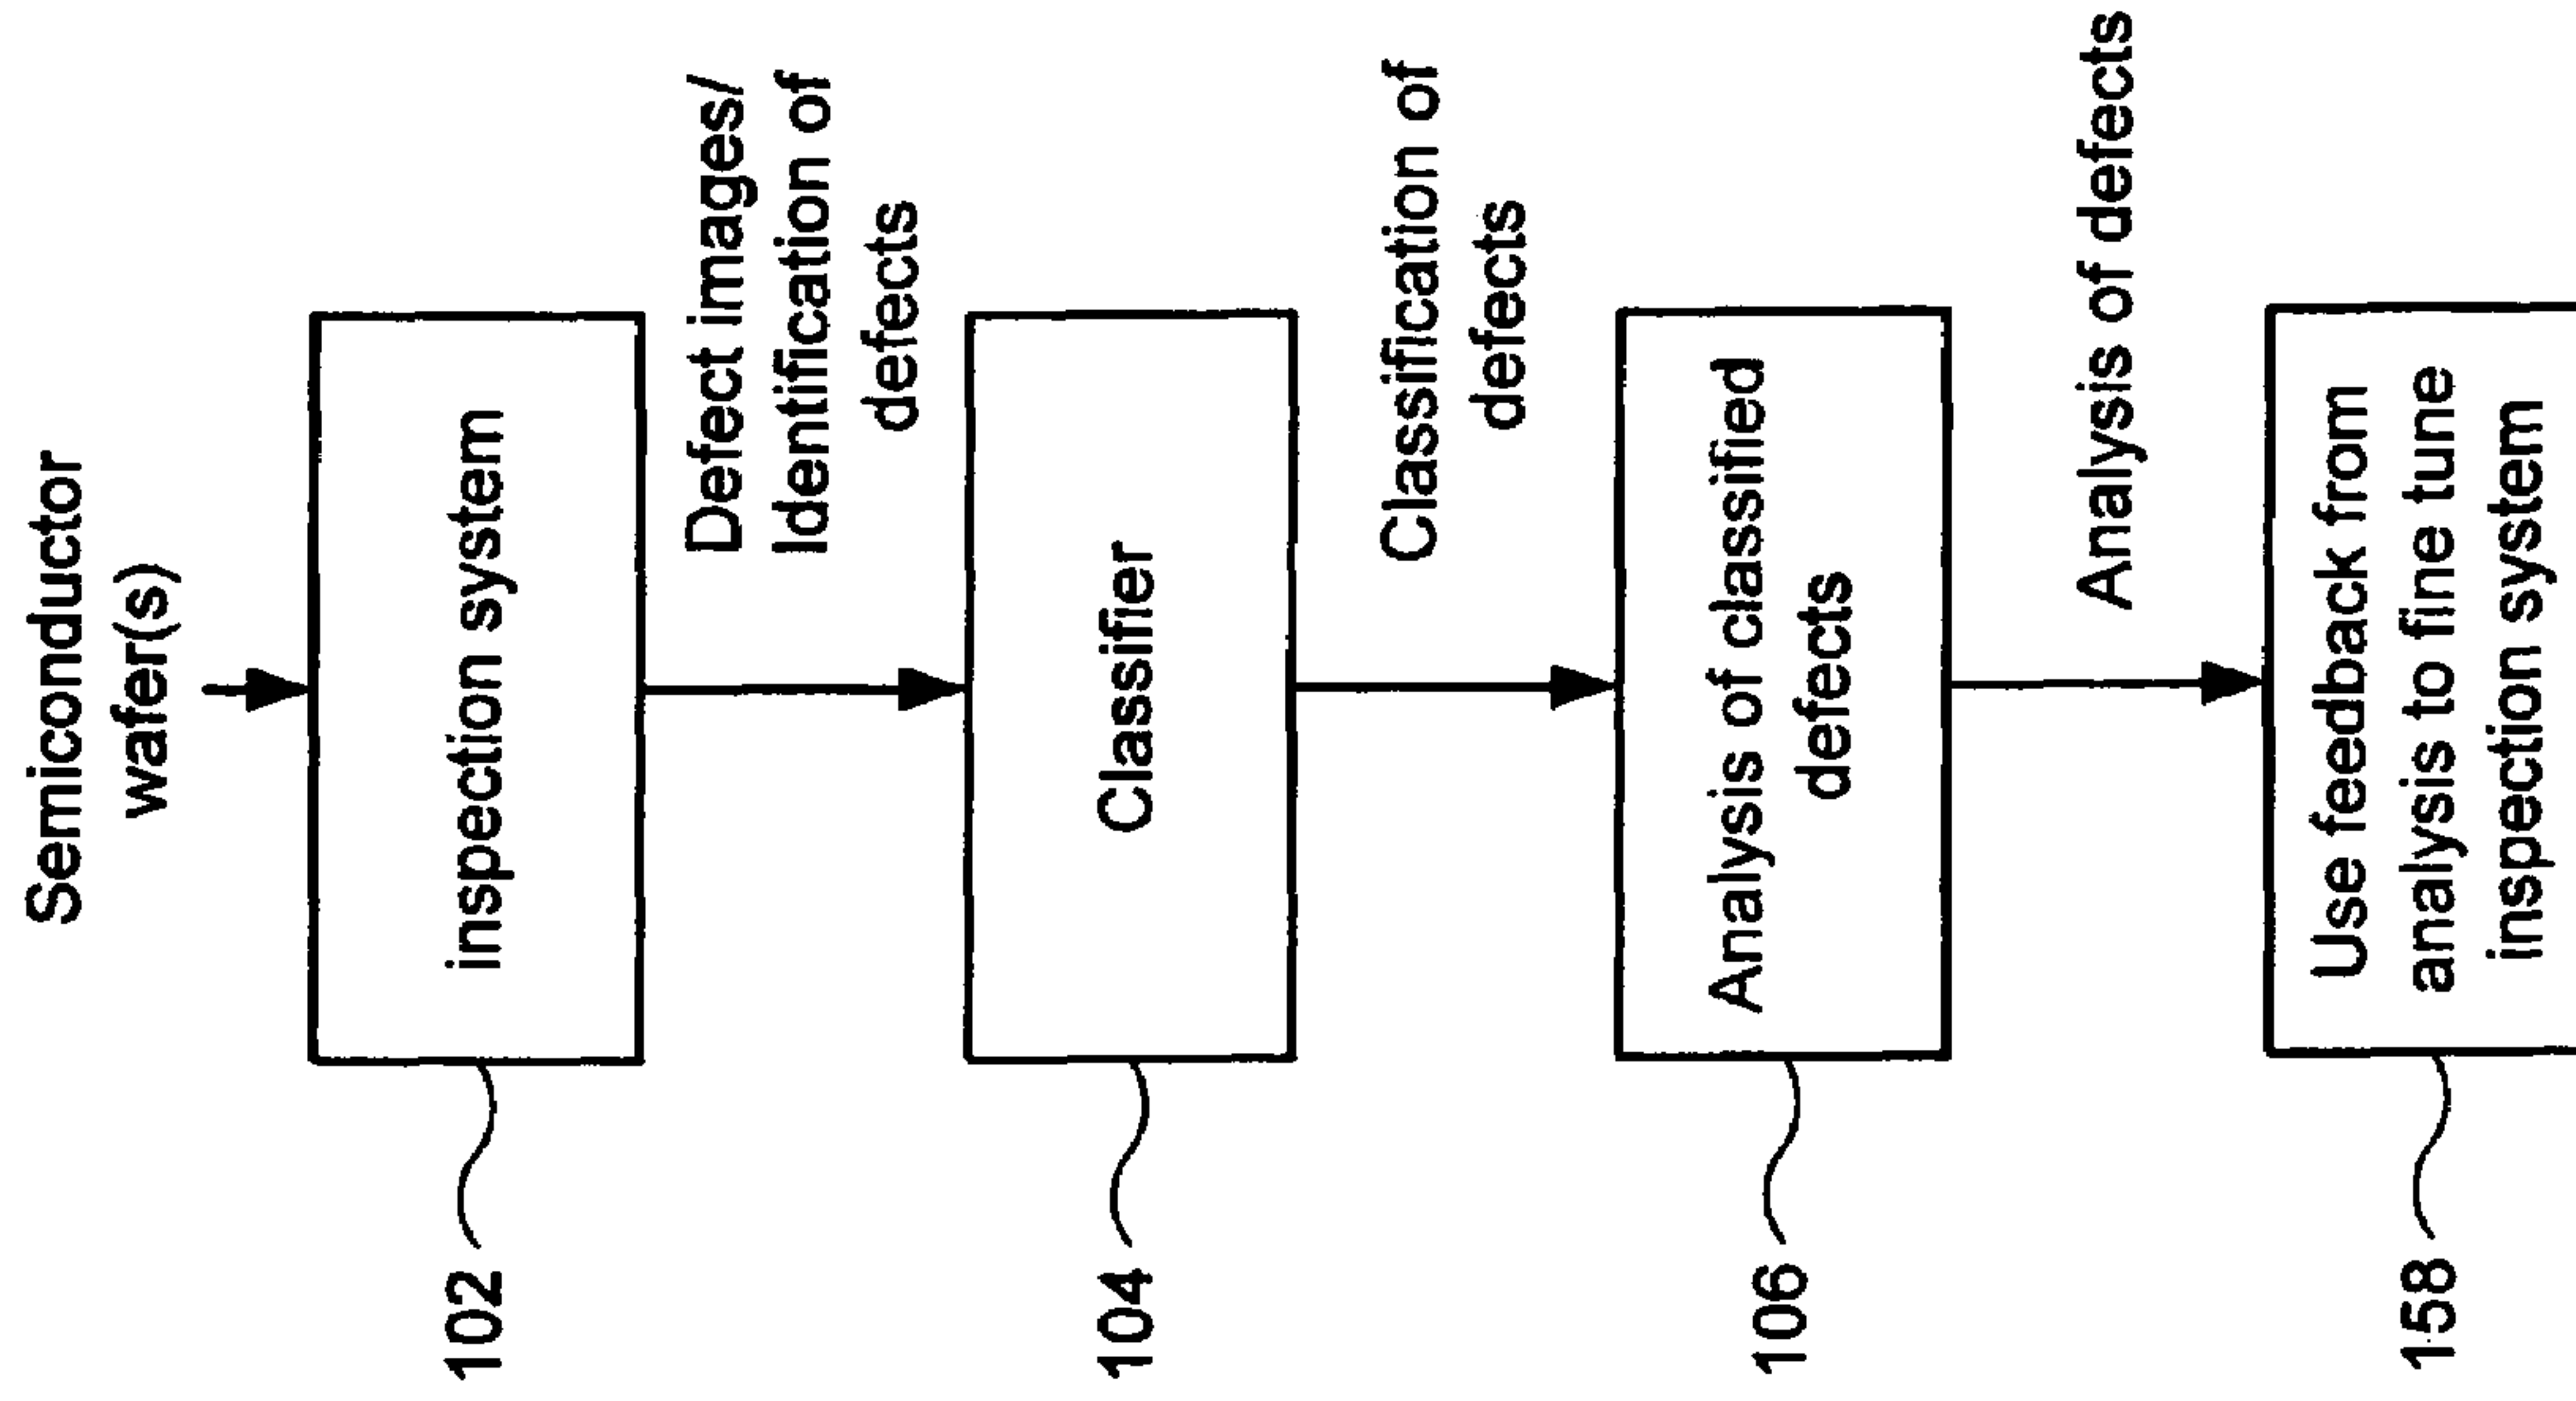 Semiconductor
wafer(s)
inspection system
102
Defect images/
Identification of
defects
Classifier
104
Classification of
defects
Analysis of classified
defects
106
Analysis of defects
Use feedback from
analysis to fine tune
inspection system
158